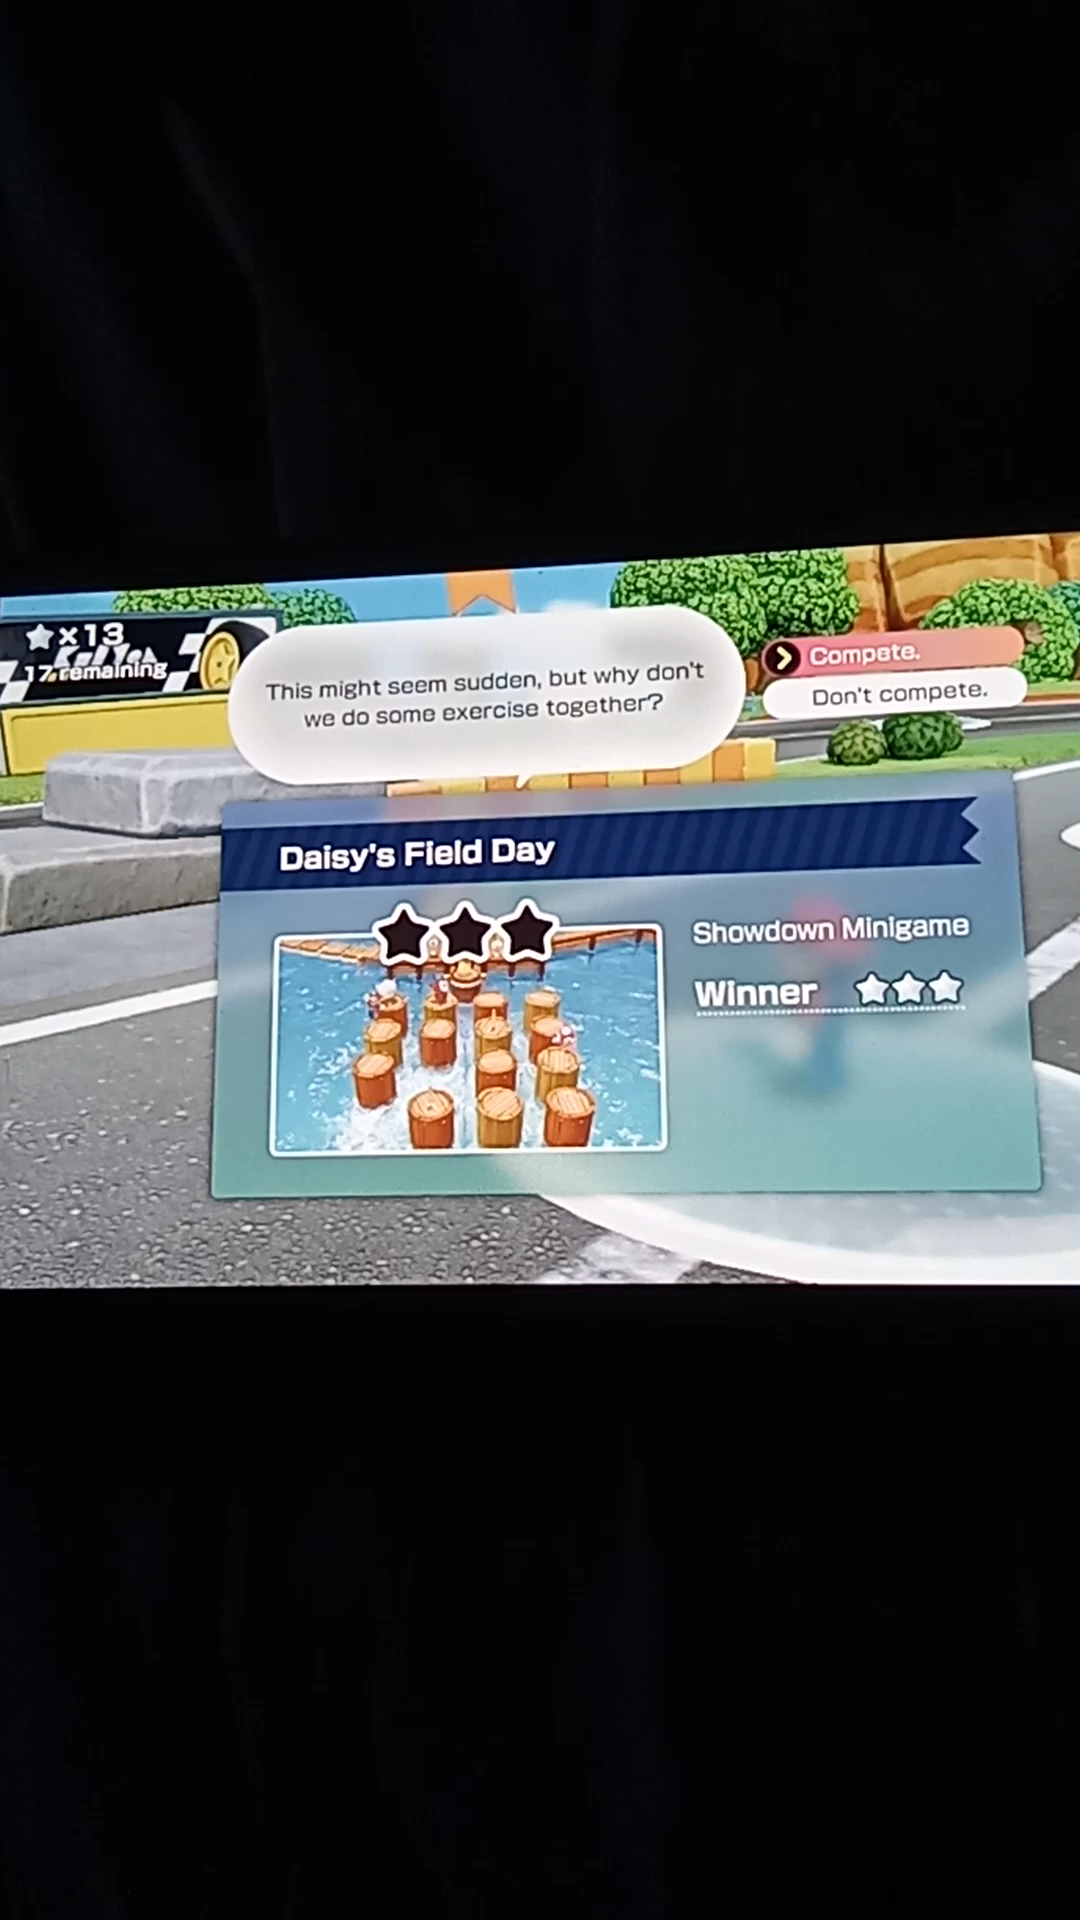 x13
17 remaining
This might seem sudden, but why don't
we do some exercise together?
Compete.
Don't compete.
Daisy's Field Day
Showdown Minigame
Winner